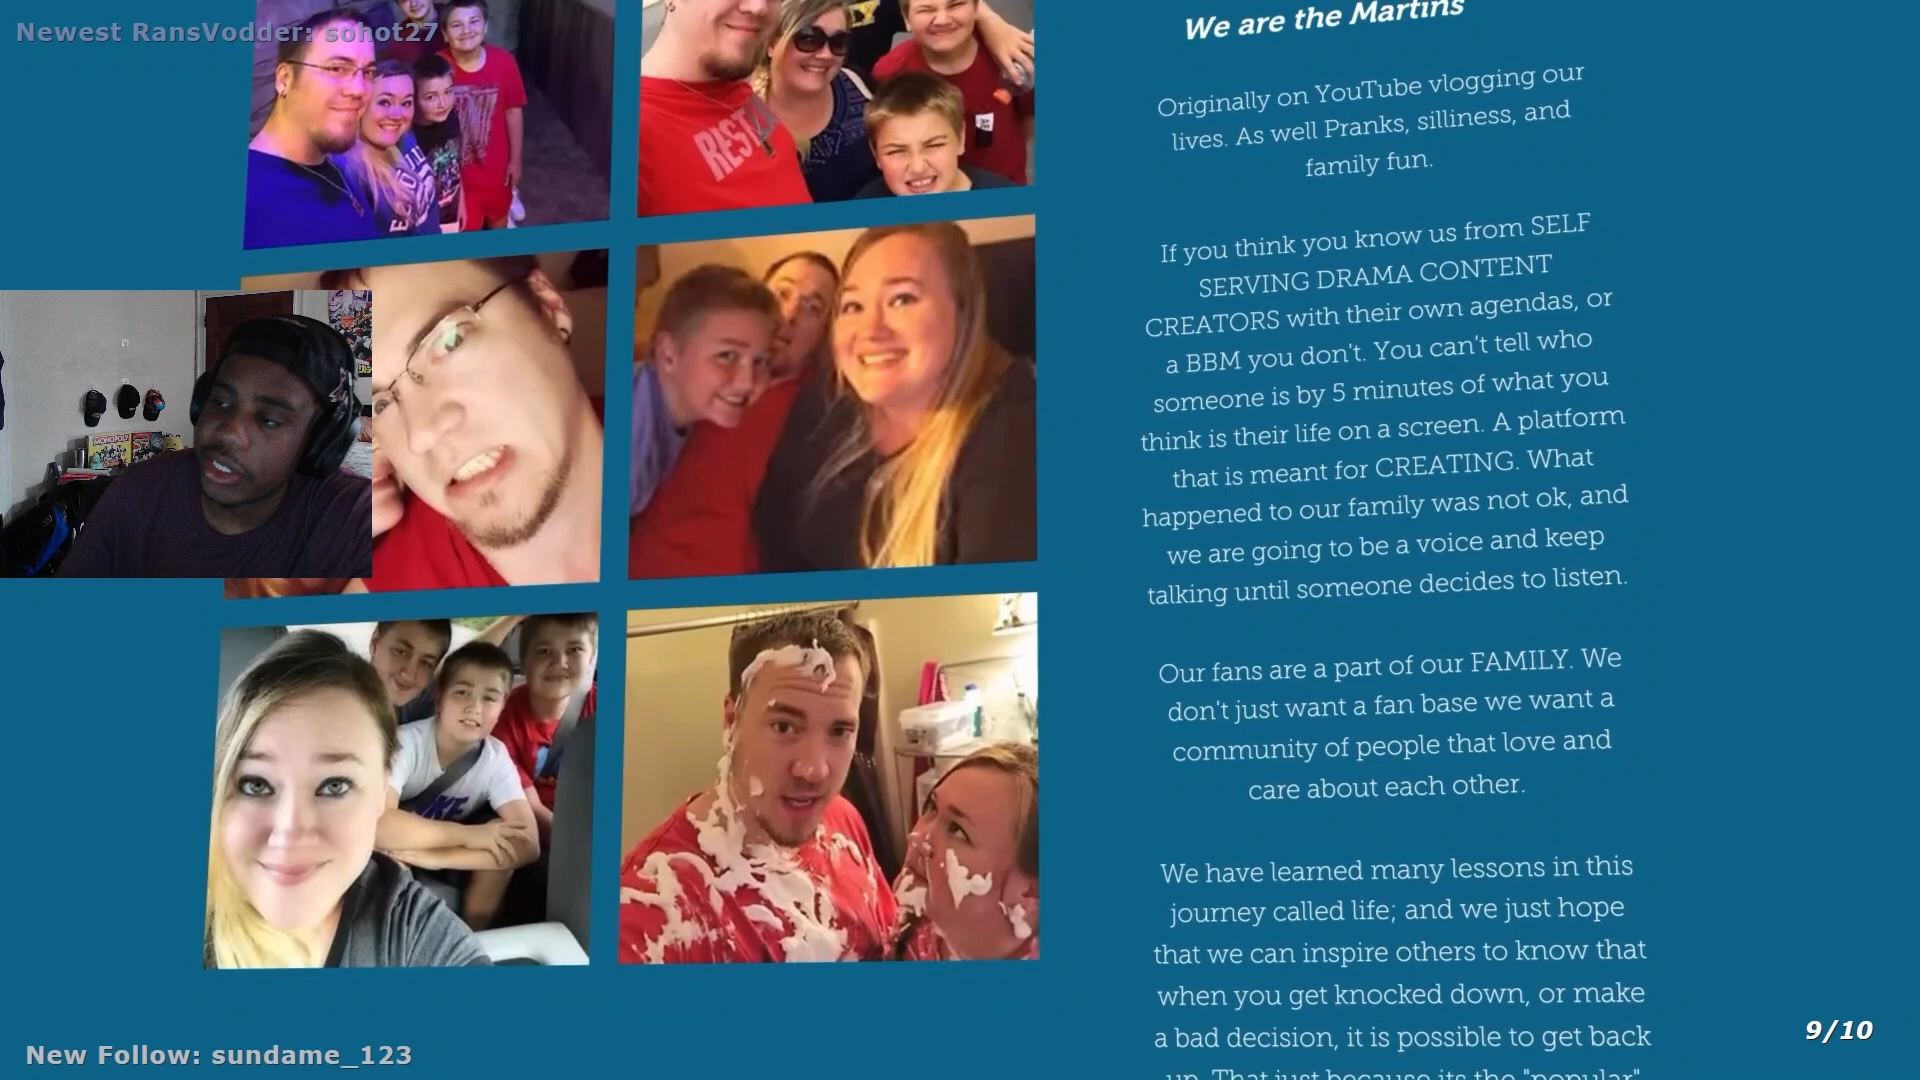 Newest RansVodder: sohot27
We are the Martins
Originally on YouTube vlogging our
lives. As well Pranks, silliness, and
family fun.
If you think you know us from SELF
SERVING DRAMA CONTENT
CREATORS with their own agendas, or
a BBM you don't. You can't tell who
someone is by 5 minutes of what you
think is their life on a screen. A platform
that is meant for CREATING. What
happened to our family was not ok, and
we are going to be a voice and keep
talking until someone decides to listen.
Our fans are a part of our FAMILY. We
don't just want a fan base we want a
community of people that love and
care about each other.
We have learned many lessons in this
journey called life; and we just hope
that we can inspire others to know that
when you get knocked down, or make
a bad decision, it is possible to get back
up. That just because its the "popular"
9/10
New Follow: sundame_123
MONOPOLY